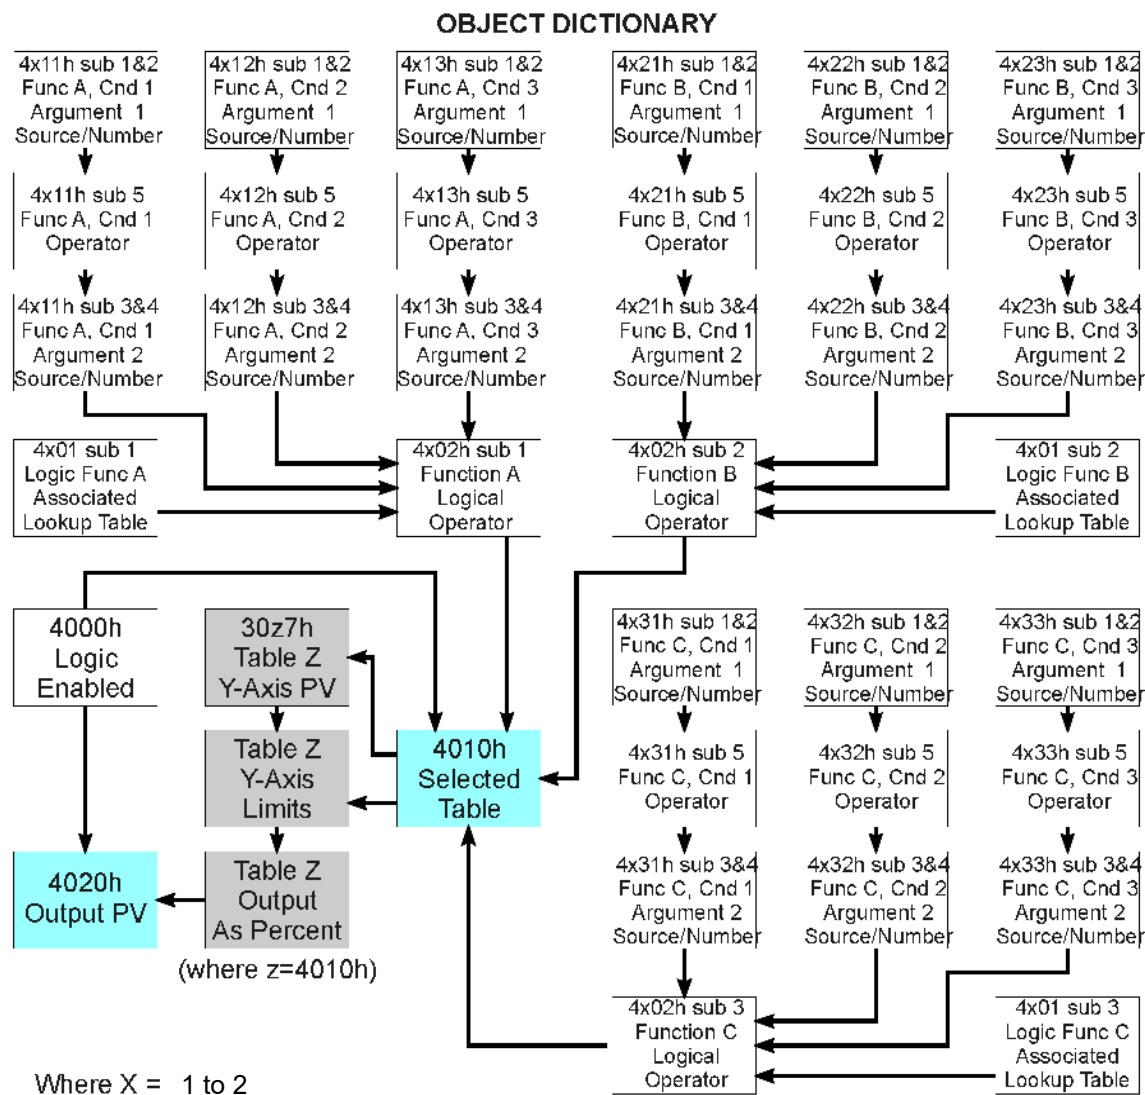 OBJECT DICTIONARY
4x11h sub 1&2
Func A, Cnd 1
Argument 1
Source/Number
4x12h sub 1&2
Func A, Cnd 2
Argument 1
Source/Number
4x13h sub 1&2
Func A, Cnd 3
Argument 1
Source/Number
4x21h sub 1&2
Func B, Cnd 1
Argument 1
Source/Number
4x22h sub 1&2
Func B, Cnd 2
Argument 1
Source/Number
4x23h sub 1&2
Func B, Cnd 3
Argument 1
Source/Number
4x11h sub 5
Func A, Cnd 1
Operator
4x12h sub 5
Func A, Cnd 2
Operator
4x13h sub 5
Func A, Cnd 3
Operator
4x21h sub 5
Func B, Cnd 1
Operator
4x22h sub 5
Func B, Cnd 2
Operator
4x23h sub 5
Func B, Cnd 3
Operator
4x11h sub 3&4
Func A, Cnd 1
Argument 2
Source/Number
4x12h sub 3&4
Func A, Cnd 2
Argument 2
Source/Number
4x13h sub 3&4
Func A, Cnd 3
Argument 2
Source/Number
4x21h sub 3&4
Func B, Cnd 1
Argument 2
Source/Number
4x22h sub 3&4
Func B, Cnd 2
Argument 2
Source/Number
4x23h sub 3&4
Func B, Cnd 3
Argument 2
Source/Number
4x01 sub 1
Logic Func A
Associated
Lookup Table
4x02h sub 1
Function A
Logical
Operator
4x02h sub 2
Function B
Logical
Operator
4x01 sub 2
Logic Func B
Associated
Lookup Table
4000h
Logic
Enabled
30z7h
Table Z
Y-Axis PV
4x31h sub 1&2
Func C, Cnd 1
Argument 1
Source/Number
4x32h sub 1&2
Func C, Cnd 2
Argument 1
Source/Number
4x33h sub 1&2
Func C, Cnd 3
Argument 1
Source/Number
Table Z
Y-Axis
Limits
4010h
Selected
Table
4x31h sub 5
Func C, Cnd 1
Operator
4x32h sub 5
Func C, Cnd 2
Operator
4x33h sub 5
Func C, Cnd 3
Operator
4020h
Output PV
Table Z
Output
As Percent
(where z=4010h)
4x31h sub 3&4
Func C, Cnd 1
Argument 2
Source/Number
4x32h sub 3&4
Func C, Cnd 2
Argument 2
Source/Number
4x33h sub 3&4
Func C, Cnd 3
Argument 2
Source/Number
4x02h sub 3
Function C
Logical
Operator
4x01 sub 3
Logic Func C
Associated
Lookup Table
Where X = 1 to 2